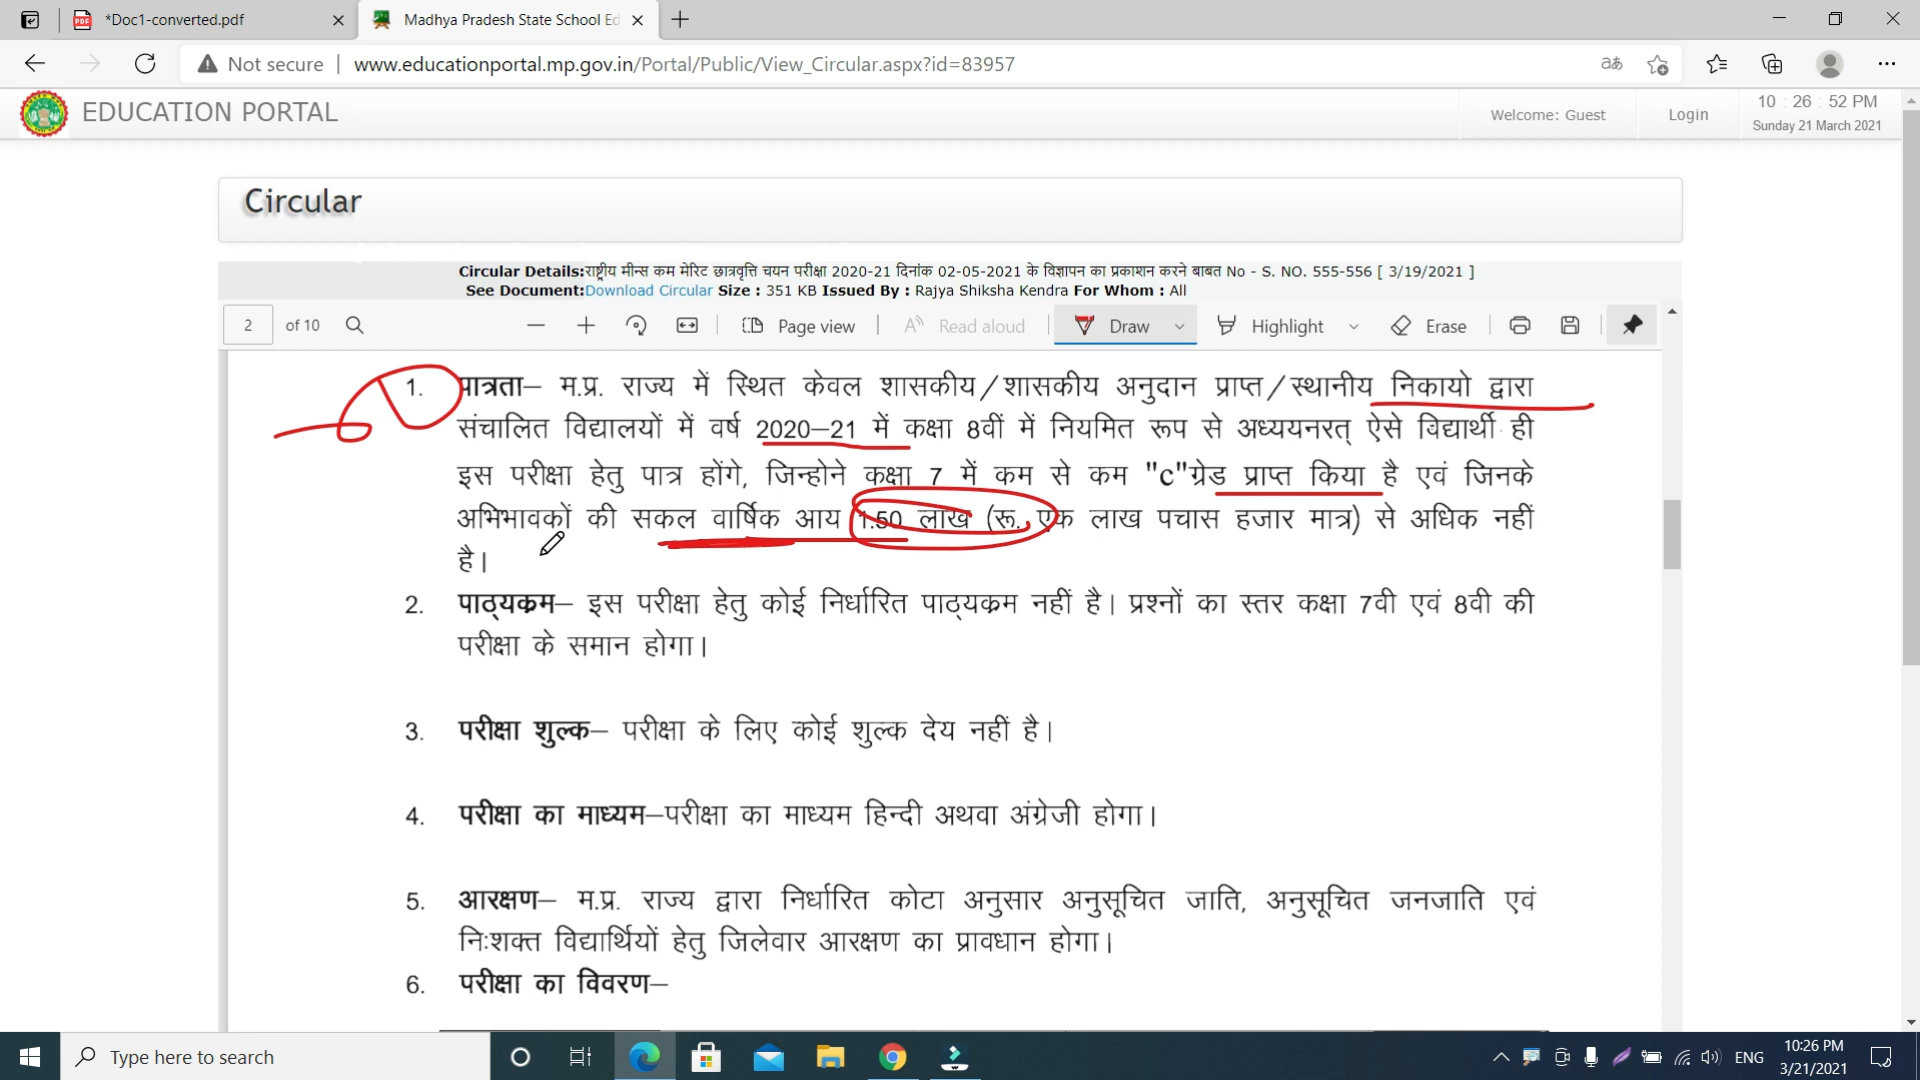 *Doc1-converted.pdf
Madhya Pradesh State School Ed
Not secure | www.educationportal.mp.gov.in/Portal/Public/View_Circular.aspx?id=83957
EDUCATION PORTAL
Welcome: Guest
Login
10 : 26 : 52 PM
Sunday 21 March 2021
Circular
Circular Details:राष्ट्रीय मीन्स कम मेरिट छात्रवृत्ति चयन परीक्षा 2020-21 दिनांक 02-05-2021 के विज्ञापन का प्रकाशन करने बाबत No - S. NO. 555-556 [ 3/19/2021 ]
See Document:Download Circular Size : 351 KB Issued By : Rajya Shiksha Kendra For Whom : All
2 of 10 Page view Read aloud Draw Highlight Erase
1. पात्रता– म.प्र. राज्य में स्थित केवल शासकीय/शासकीय अनुदान प्राप्त/स्थानीय निकायो द्वारा
संचालित विद्यालयों में वर्ष 2020–21 में कक्षा 8वीं में नियमित रूप से अध्ययनरत् ऐसे विद्यार्थी ही
इस परीक्षा हेतु पात्र होंगे, जिन्होने कक्षा 7 में कम से कम "c"ग्रेड प्राप्त किया है एवं जिनके
अभिभावकों की सकल वार्षिक आय 1.50 लाख (रू. एक लाख पचास हजार मात्र) से अधिक नहीं
है।
2. पाठ्यक्रम– इस परीक्षा हेतु कोई निर्धारित पाठ्यक्रम नहीं है। प्रश्नों का स्तर कक्षा 7वी एवं 8वी की
परीक्षा के समान होगा।
3. परीक्षा शुल्क– परीक्षा के लिए कोई शुल्क देय नहीं है।
4. परीक्षा का माध्यम–परीक्षा का माध्यम हिन्दी अथवा अंग्रेजी होगा।
5. आरक्षण– म.प्र. राज्य द्वारा निर्धारित कोटा अनुसार अनुसूचित जाति, अनुसूचित जनजाति एवं
निःशक्त विद्यार्थियों हेतु जिलेवार आरक्षण का प्रावधान होगा।
6. परीक्षा का विवरण–
Type here to search
ENG
10:26 PM
3/21/2021